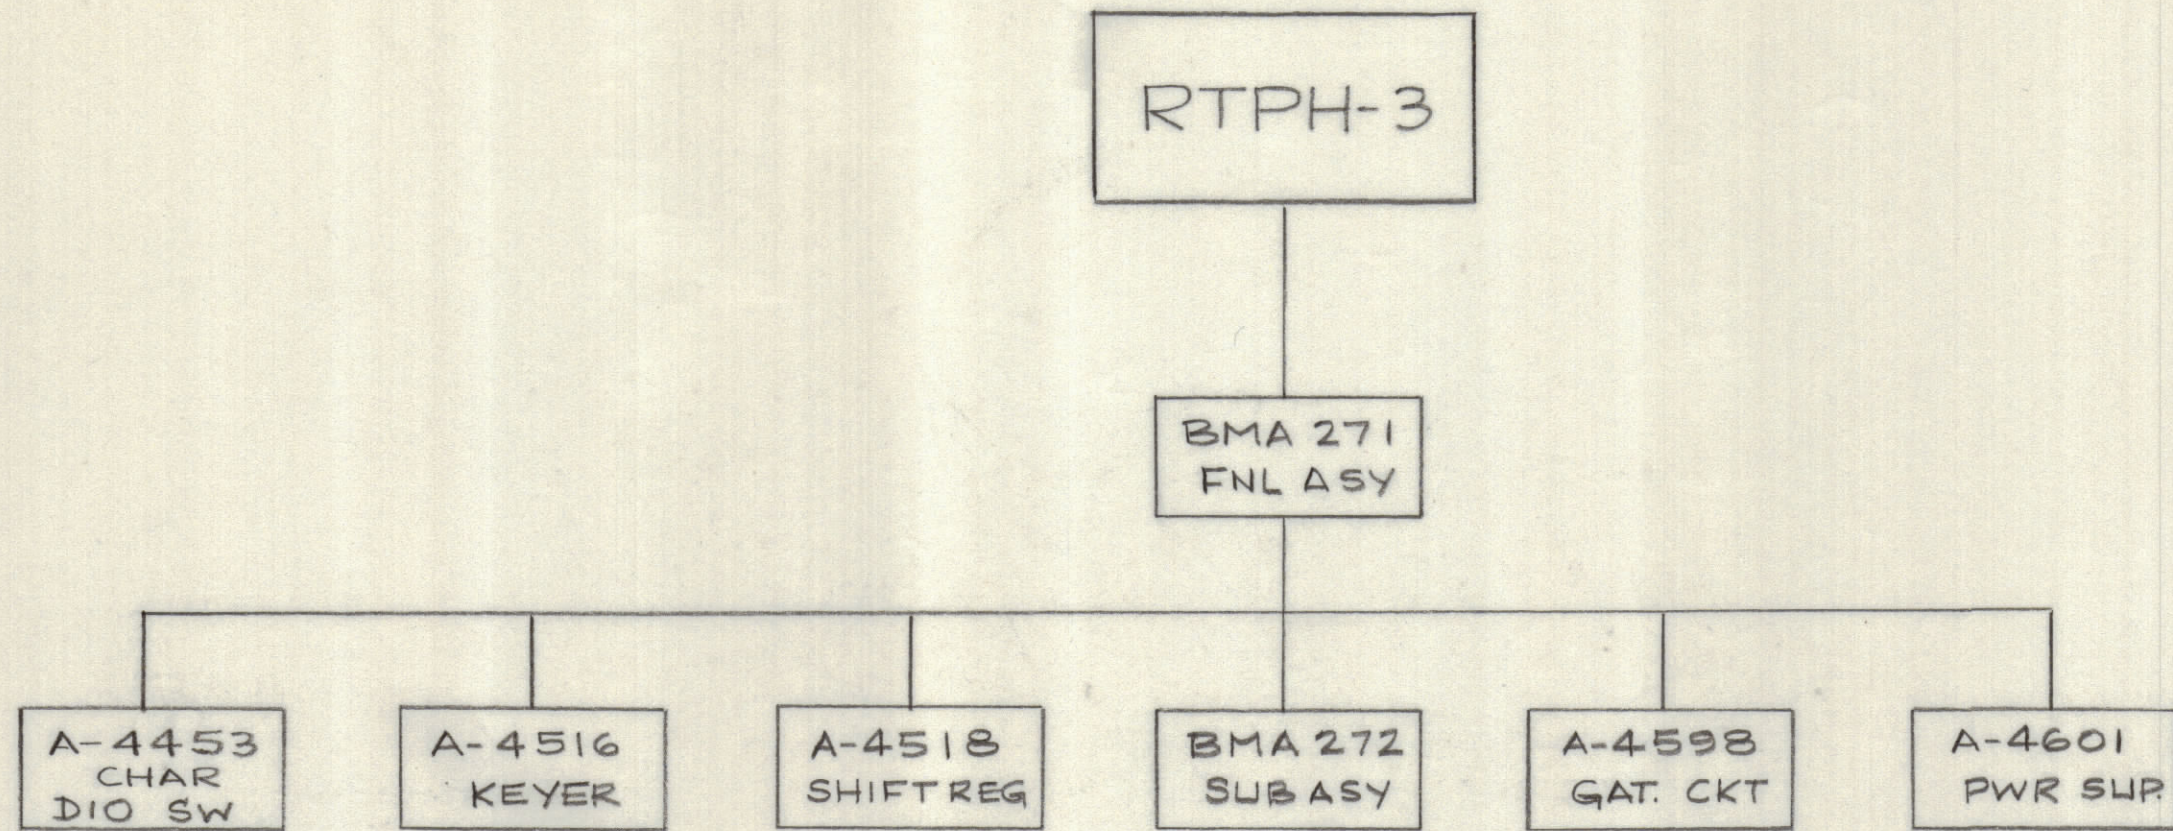 RTPH-3
BMA 271
FNL ASY
A-4453
CHAR
DIO SW
A-4516
KEYER
A-4518
SHIFT REG
BMA 272
SUB ASY
A-4598
GAT. CKT
A-4601
PWR SUP.